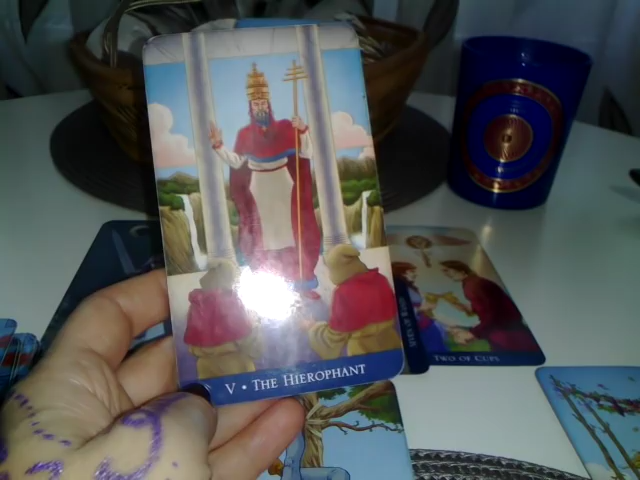 V • THE HIEROPHANT
TWO OF CUPS